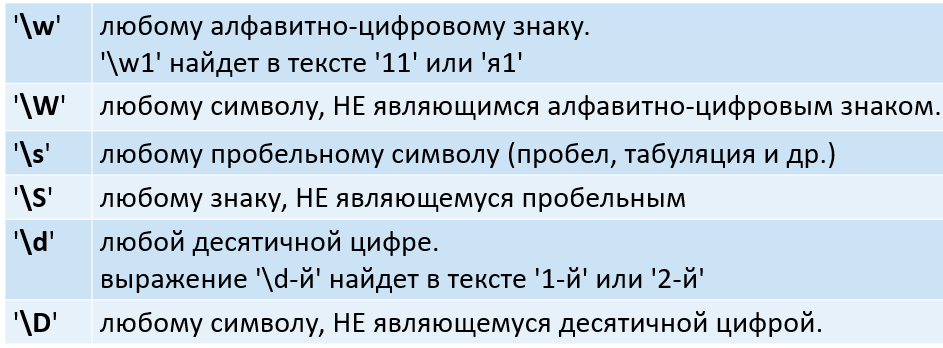 '\w' любому алфавитно-цифровому знаку.
'\w1' найдет в тексте '11' или 'я1'
'\W' любому символу, НЕ являющимся алфавитно-цифровым знаком.
'\s' любому пробельному символу (пробел, табуляция и др.)
'\S' любому знаку, НЕ являющемуся пробельным
'\d' любой десятичной цифре.
выражение '\d-й' найдет в тексте '1-й' или '2-й'
'\D' любому символу, НЕ являющемуся десятичной цифрой.